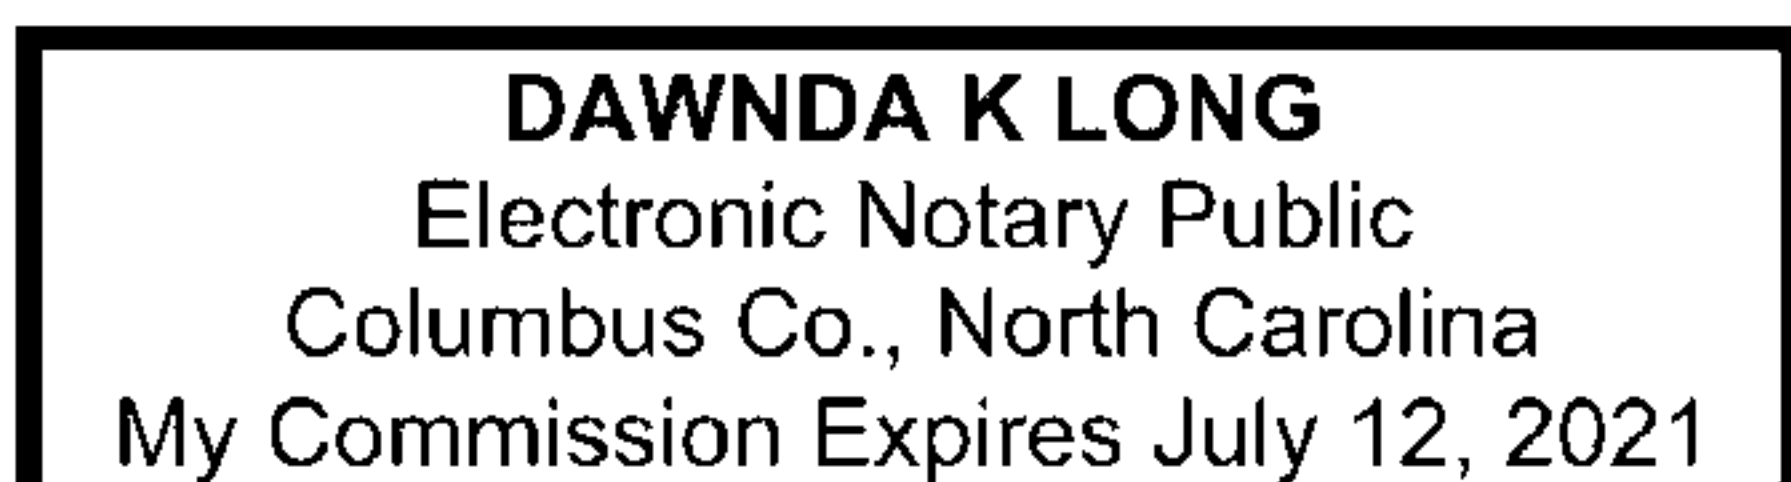 DAWNDA K LONG
Electronic Notary Public
Columbus Co., North Carolina
My Commission Expires July 12, 2021